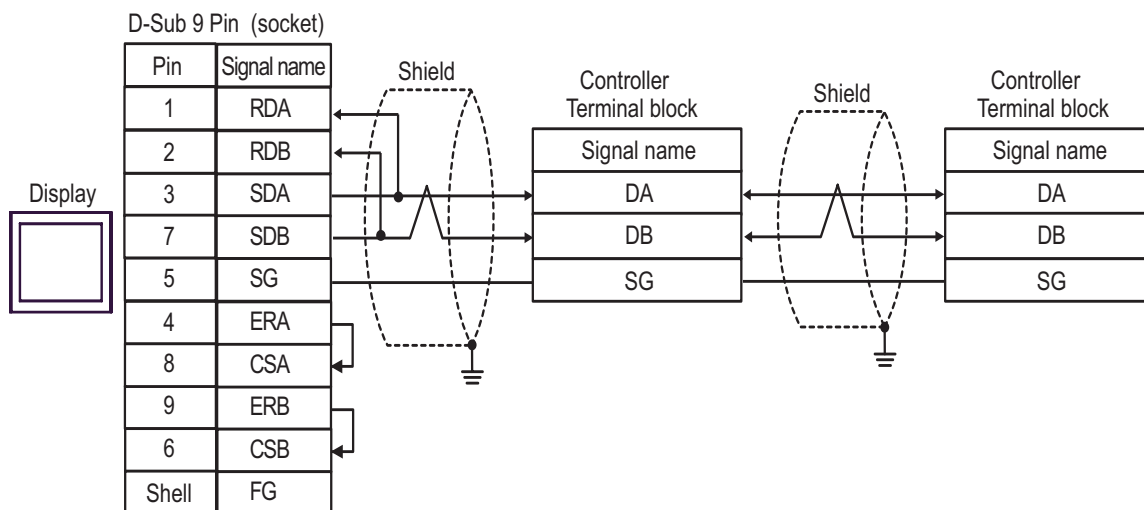 D-Sub 9 Pin (socket)
Pin Signal name
1 RDA
2 RDB
3 SDA
7 SDB
5 SG
4 ERA
8 CSA
9 ERB
6 CSB
Shell FG
Display
Shield
Controller
Terminal block
Signal name
DA
DB
SG
Shield
Controller
Terminal block
Signal name
DA
DB
SG